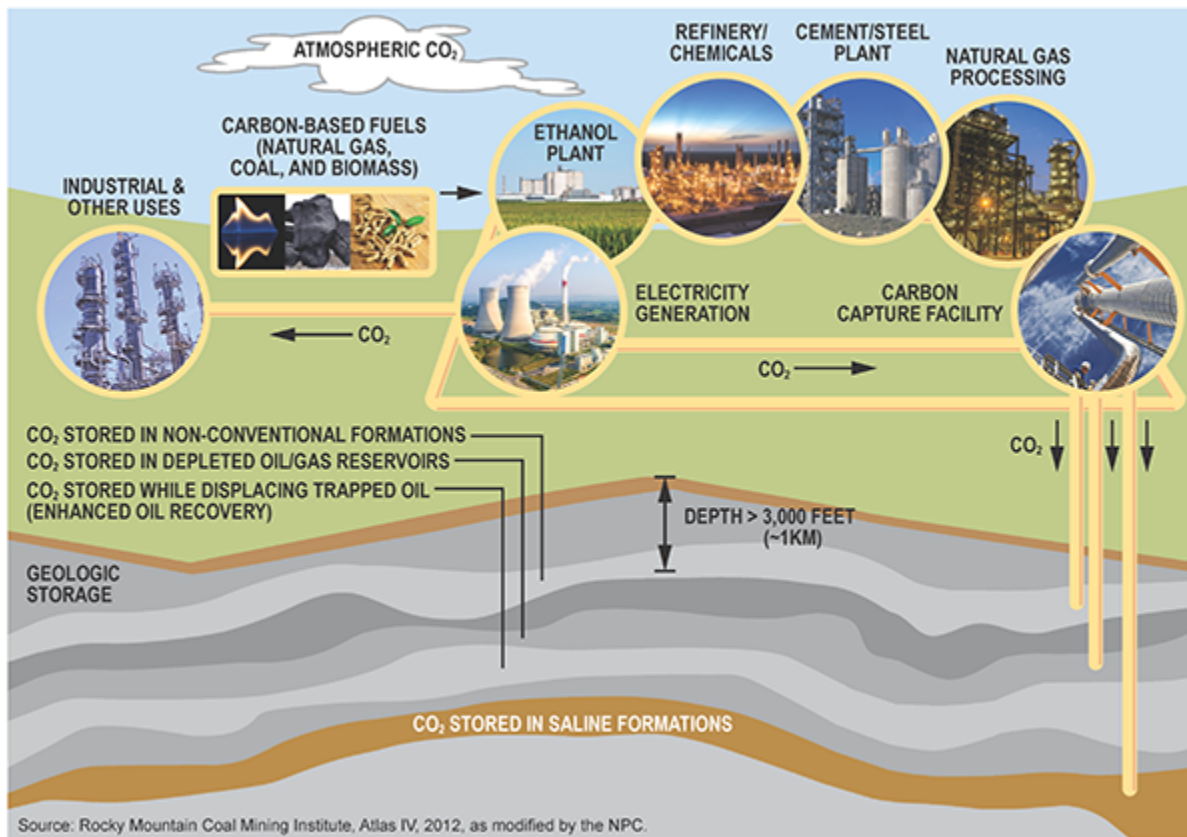 ATMOSPHERIC CO₂
REFINERY/
CHEMICALS
CEMENT/STEEL
PLANT
NATURAL GAS
PROCESSING
CARBON-BASED FUELS
(NATURAL GAS,
COAL, AND BIOMASS)
ETHANOL
PLANT
INDUSTRIAL &
OTHER USES
ELECTRICITY
GENERATION
CARBON
CAPTURE FACILITY
CO₂
CO₂
CO₂
CO₂ STORED IN NON-CONVENTIONAL FORMATIONS
CO₂ STORED IN DEPLETED OIL/GAS RESERVOIRS
CO₂ STORED WHILE DISPLACING TRAPPED OIL
(ENHANCED OIL RECOVERY)
DEPTH > 3,000 FEET
(~1KM)
GEOLOGIC
STORAGE
CO₂ STORED IN SALINE FORMATIONS
Source: Rocky Mountain Coal Mining Institute, Atlas IV, 2012, as modified by the NPC.